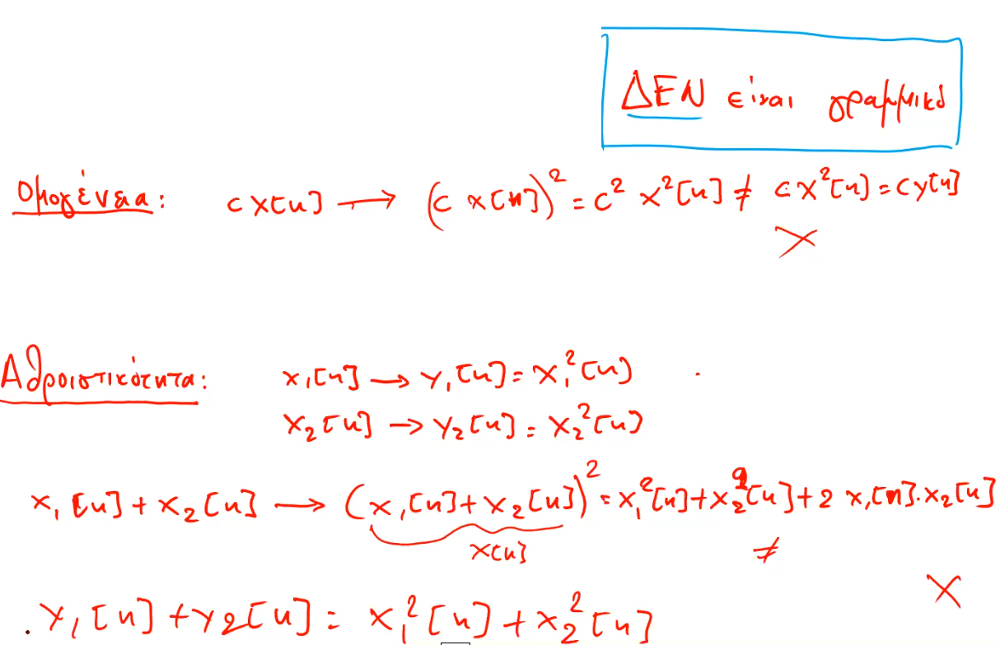 ΔΕΝ είναι γραμμικό
Ομογένεια: c x[n] → (c x[n])² = c² x²[n] ≠ c x²[n] = c y[n]
×
Αθροιστικότητα: x₁[n] → y₁[n] = x₁²[n]
x₂[n] → y₂[n] = x₂²[n]
x₁[n] + x₂[n] → (x₁[n] + x₂[n])² = x₁²[n] + x₂²[n] + 2 x₁[n]·x₂[n]
x[n] ≠
×
y₁[n] + y₂[n] = x₁²[n] + x₂²[n]